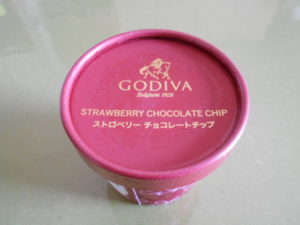 GODIVA
Belgium 1926
STRAWBERRY CHOCOLATE CHIP
ストロベリー チョコレートチップ